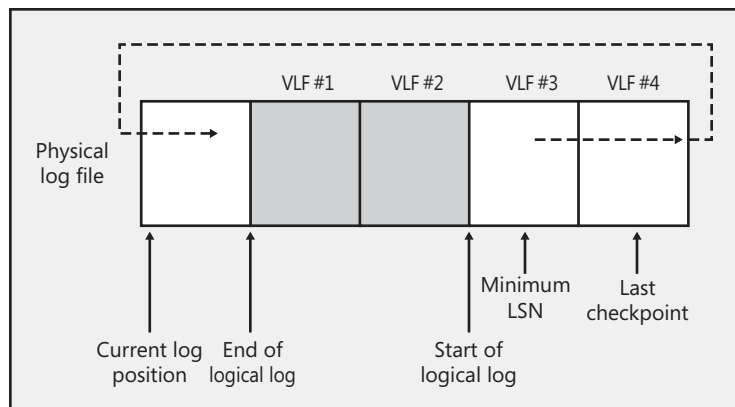 VLF #1 VLF #2 VLF #3 VLF #4
Physical
log file
Minimum
LSN
Last
checkpoint
Current log
position
End of
logical log
Start of
logical log